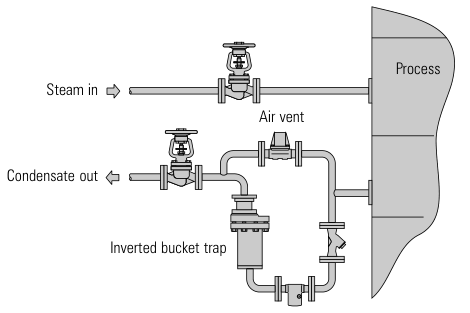 Process
Steam in
Air vent
Condensate out
Inverted bucket trap